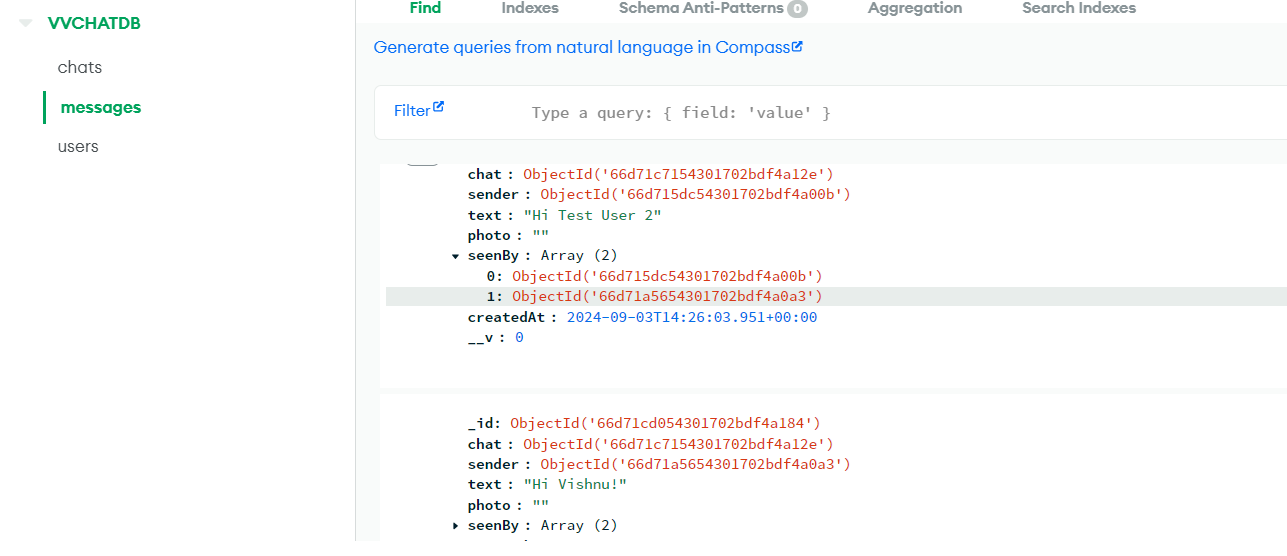 VVCHATDB
chats
messages
users
Find Indexes Schema Anti-Patterns 0 Aggregation Search Indexes
Generate queries from natural language in Compass
Filter Type a query: { field: 'value' }
chat : ObjectId('66d71c7154301702bdf4a12e')
sender : ObjectId('66d715dc54301702bdf4a00b')
text : "Hi Test User 2"
photo : ""
seenBy : Array (2)
0: ObjectId('66d715dc54301702bdf4a00b')
1: ObjectId('66d71a5654301702bdf4a0a3')
createdAt : 2024-09-03T14:26:03.951+00:00
__v : 0
_id: ObjectId('66d71cd054301702bdf4a184')
chat : ObjectId('66d71c7154301702bdf4a12e')
sender : ObjectId('66d71a5654301702bdf4a0a3')
text : "Hi Vishnu!"
photo : ""
seenBy : Array (2)